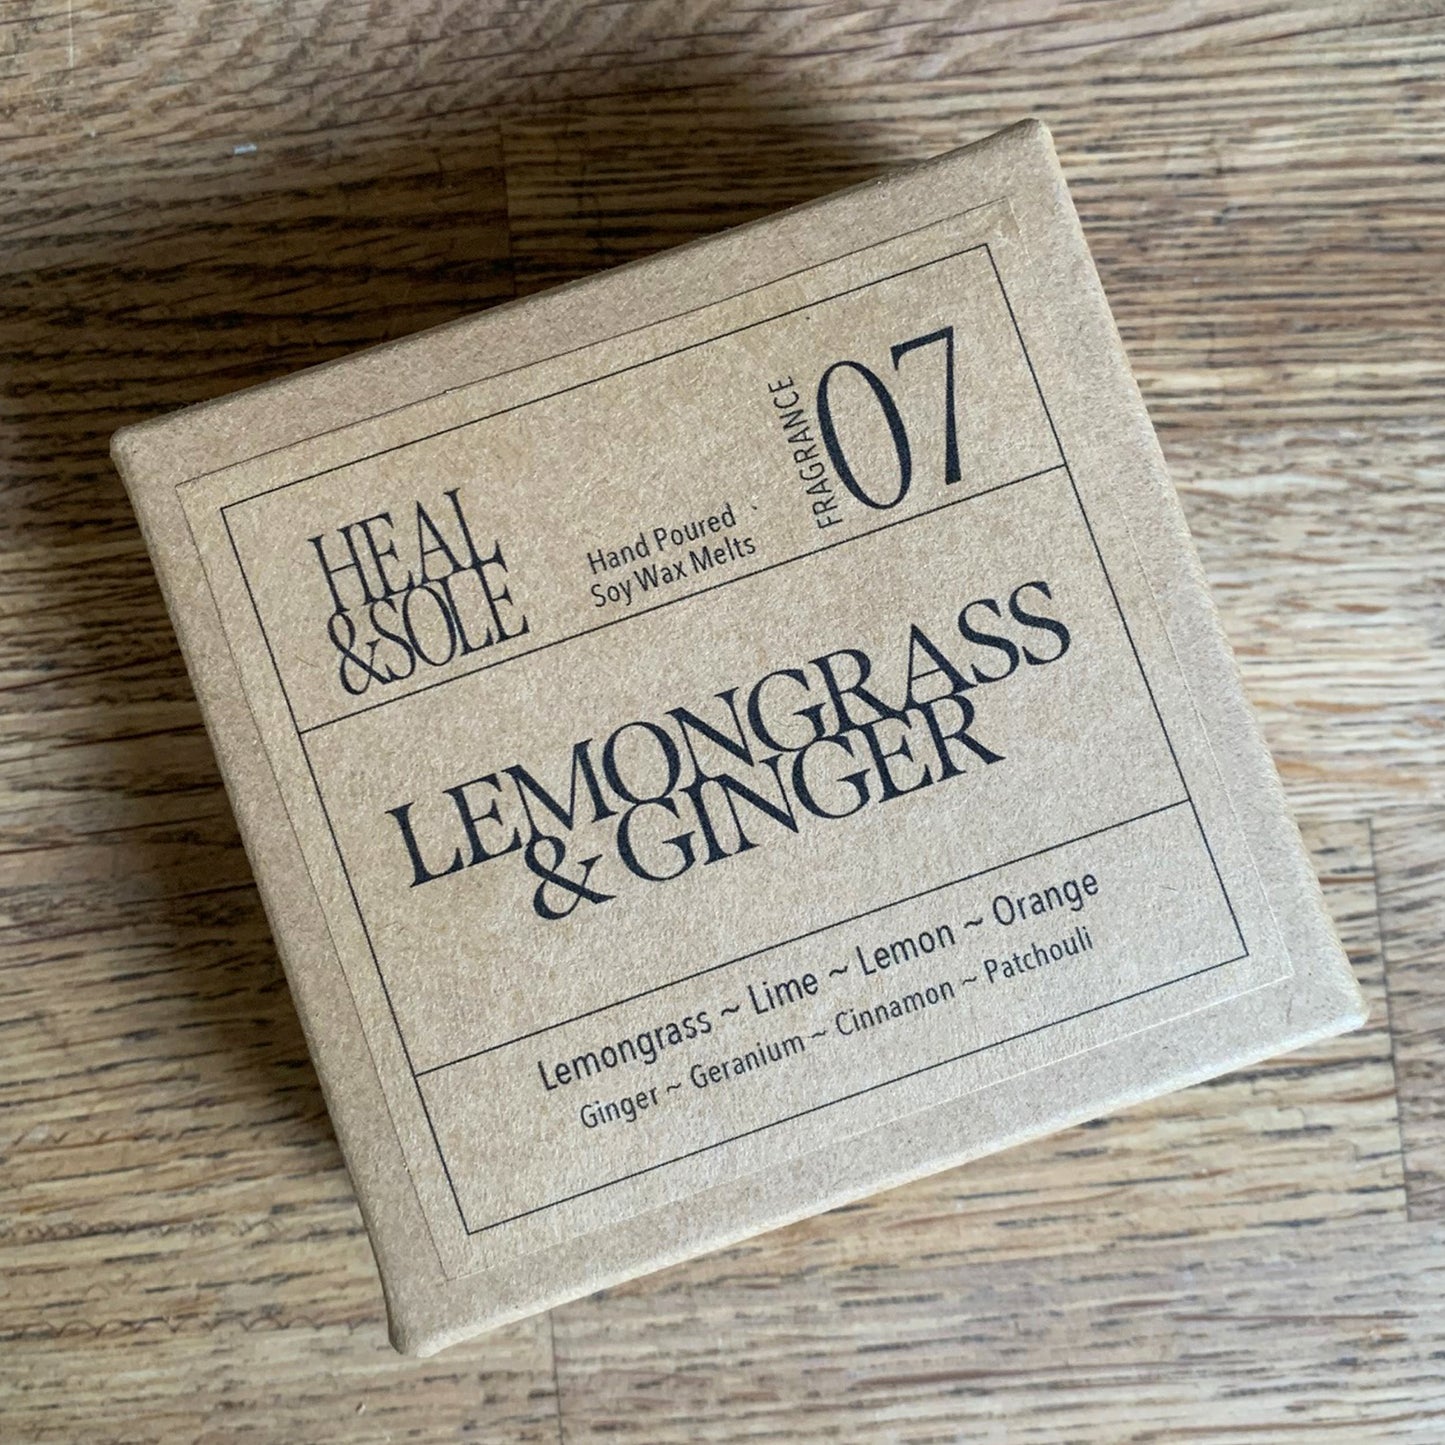 HEAL
&SOLE
Hand Poured
Soy Wax Melts
FRAGRANCE
07
LEMONGRASS
& GINGER
Lemongrass ~ Lime ~ Lemon ~ Orange
Ginger ~ Geranium ~ Cinnamon ~ Patchouli